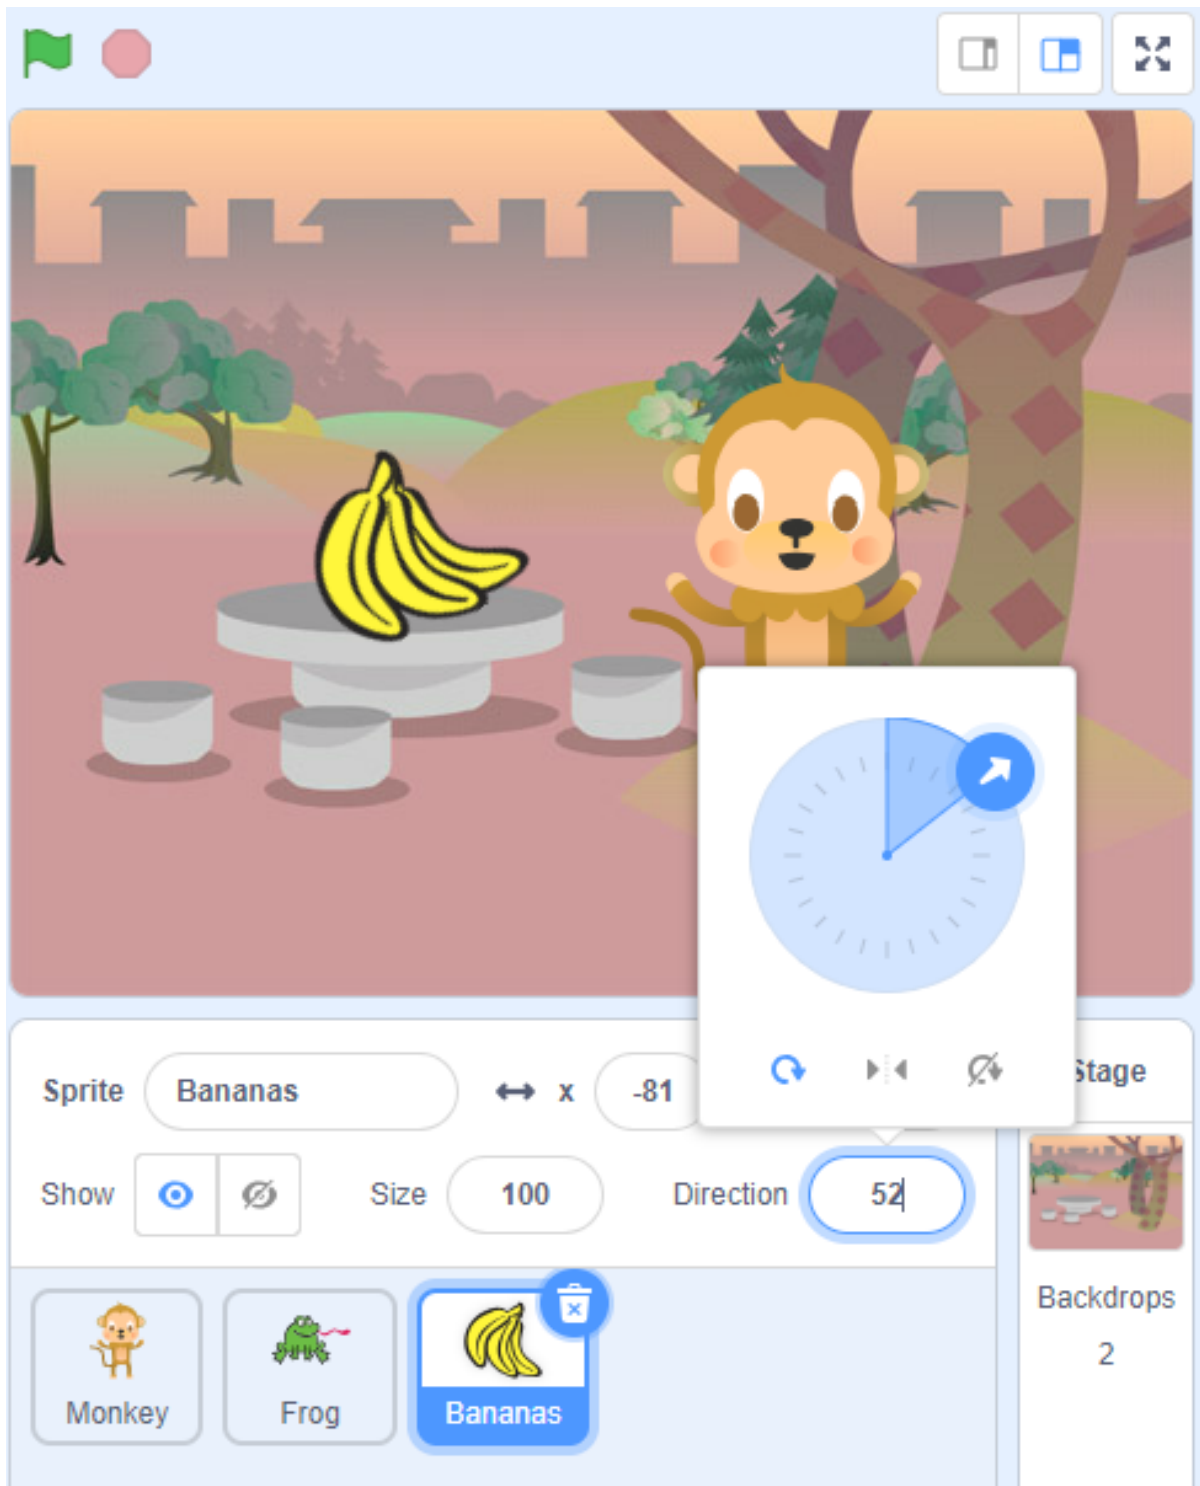 Sprite Bananas x -81
Show Size 100 Direction 52
Stage
Backdrops
2
Monkey Frog Bananas